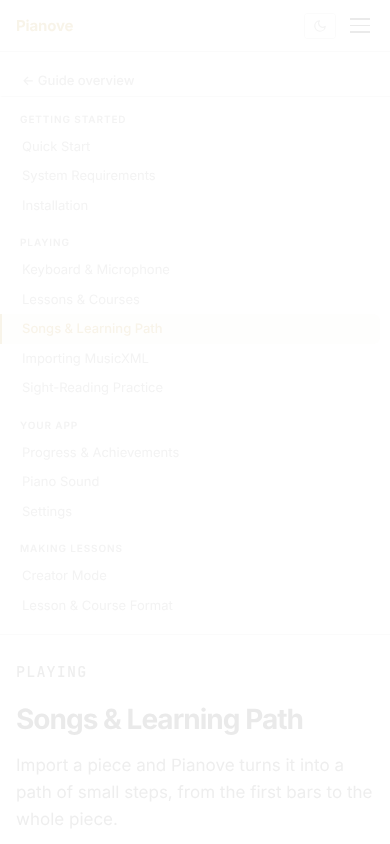 Pianove
← Guide overview
GETTING STARTED
Quick Start
System Requirements
Installation
PLAYING
Keyboard & Microphone
Lessons & Courses
Songs & Learning Path
Importing MusicXML
Sight-Reading Practice
YOUR APP
Progress & Achievements
Piano Sound
Settings
MAKING LESSONS
Creator Mode
Lesson & Course Format
PLAYING
Songs & Learning Path
Import a piece and Pianove turns it into a
path of small steps, from the first bars to the
whole piece.